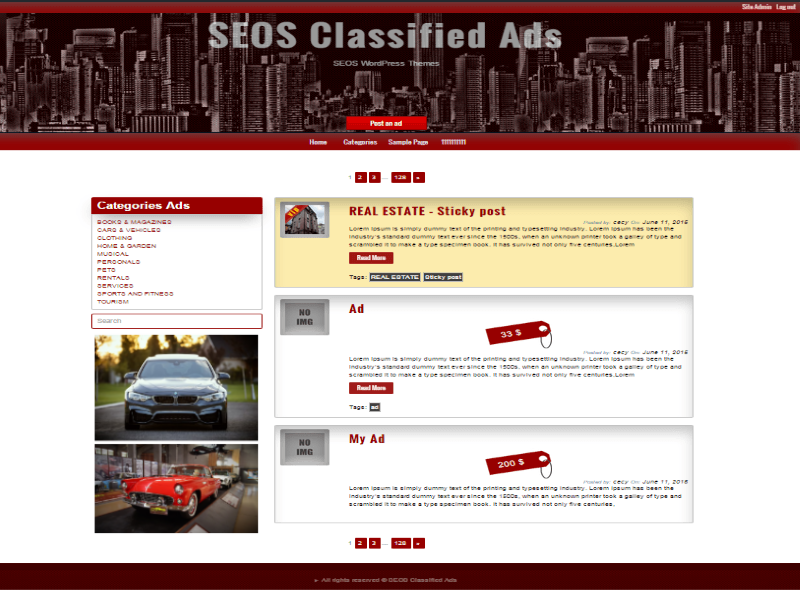 Site Admin Log out
SEOS Classified Ads
SEOS WordPress Themes
Post an ad
Home Categories Sample Page 111111111
1 2 3 … 128 »
Categories Ads
BOOKS & MAGAZINES
CARS & VEHICLES
CLOTHING
HOME & GARDEN
MUSICAL
PERSONALS
PETS
RENTALS
SERVICES
SPORTS AND FITNESS
TOURISM
Search
REAL ESTATE - Sticky post
Posted by: cecy On: June 11, 2015
Lorem Ipsum is simply dummy text of the printing and typesetting industry. Lorem Ipsum has been the
industry's standard dummy text ever since the 1500s, when an unknown printer took a galley of type and
scrambled it to make a type specimen book. It has survived not only five centuries,Lorem
Read More
Tags: REAL ESTATE Sticky post
NO
IMG
Ad
33 $
Posted by: cecy On: June 11, 2015
Lorem Ipsum is simply dummy text of the printing and typesetting industry. Lorem Ipsum has been the
industry's standard dummy text ever since the 1500s, when an unknown printer took a galley of type and
scrambled it to make a type specimen book. It has survived not only five centuries,Lorem
Read More
Tags: ad
NO
IMG
My Ad
200 $
Posted by: cecy On: June 11, 2015
Lorem Ipsum is simply dummy text of the printing and typesetting industry. Lorem Ipsum has been the
industry's standard dummy text ever since the 1500s, when an unknown printer took a galley of type and
scrambled it to make a type specimen book. It has survived not only five centuries,
1 2 3 … 128 »
► All rights reserved © SEOS Classified Ads